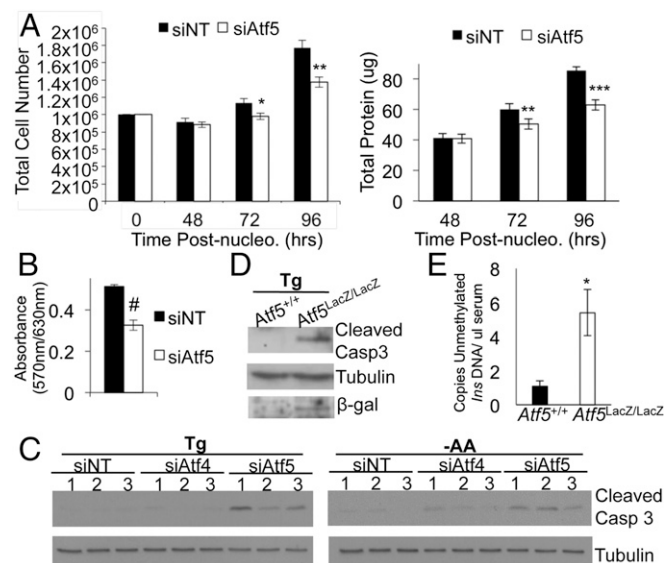 A
siNT siAtf5
Total Cell Number
2x10⁶
1.8x10⁶
1.6x10⁶
1.4x10⁶
1.2x10⁶
1x10⁶
8x10⁵
6x10⁵
4x10⁵
2x10⁵
0
*
**
0 48 72 96
Time Post-nucleo. (hrs)
siNT siAtf5
Total Protein (ug)
80
60
40
20
0
**
***
48 72 96
Time Post-nucleo. (hrs)
B
Absorbance
(570nm/630nm)
0.4
0.2
0
#
siNT
siAtf5
D
Tg
Atf5⁺/⁺ Atf5ᴸᵃᶜᶻ/ᴸᵃᶜᶻ
Cleaved
Casp3
Tubulin
β-gal
E
Copies Unmethylated
Ins DNA/ ul serum
8
6
4
2
0
*
Atf5⁺/⁺ Atf5ᴸᵃᶜᶻ/ᴸᵃᶜᶻ
C
Tg
siNT siAtf4 siAtf5
1 2 3 1 2 3 1 2 3
-AA
siNT siAtf4 siAtf5
1 2 3 1 2 3 1 2 3
Cleaved
Casp 3
Tubulin